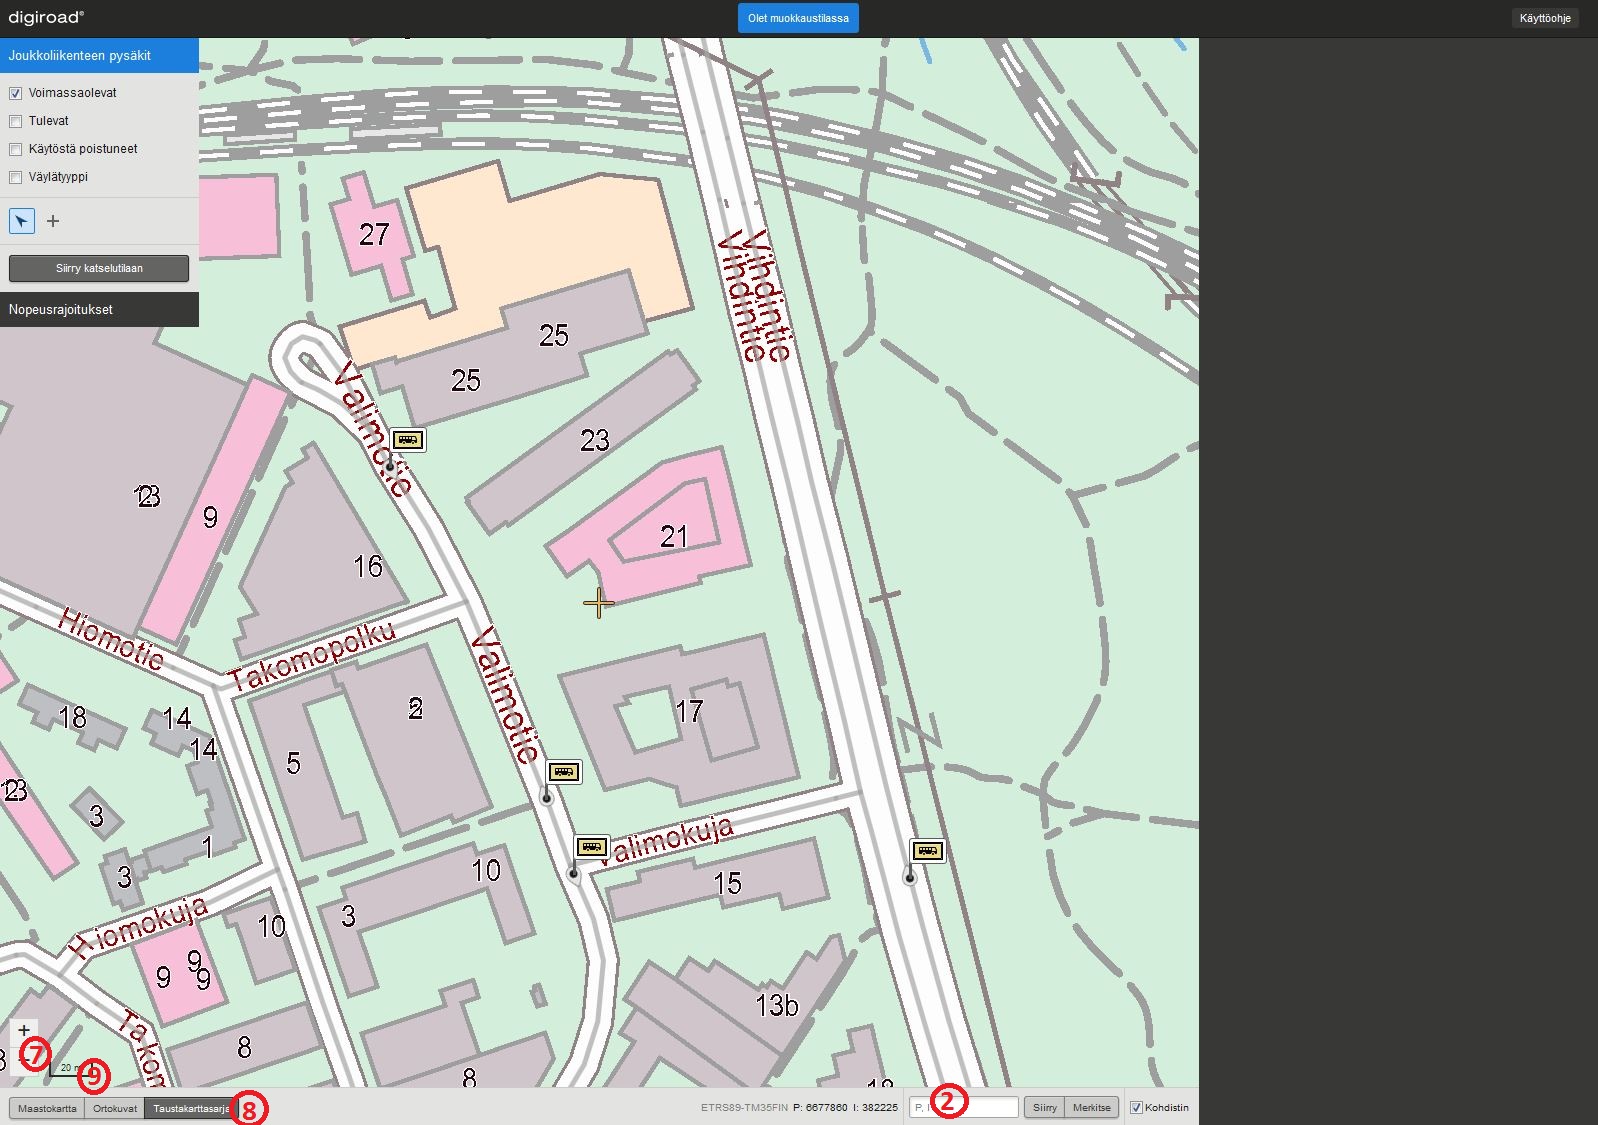 digiroad®
Olet muokkaustilassa
Käyttöohje
Joukkoliikenteen pysäkit
Voimassaolevat
Tulevat
Käytöstä poistuneet
Väylätyyppi
Siirry katselutilaan
Nopeusrajoitukset
27
Vihdintie
Vihdintie
25
25
Valimotie
23
9
16
21
Hiomotie
Takomopolku
Valimotie
18
14
14
2
17
5
3
1
3
Valimokuja
10
15
3
10
Hiomokuja
9
9
9
13b
Takom
8
8
+
7
20 m
9
Maastokartta
Ortokuvat
Taustakarttasarja
8
ETRS89-TM35FIN P: 6677860 I: 382225
P, I
2
Siirry
Merkitse
Kohdistin